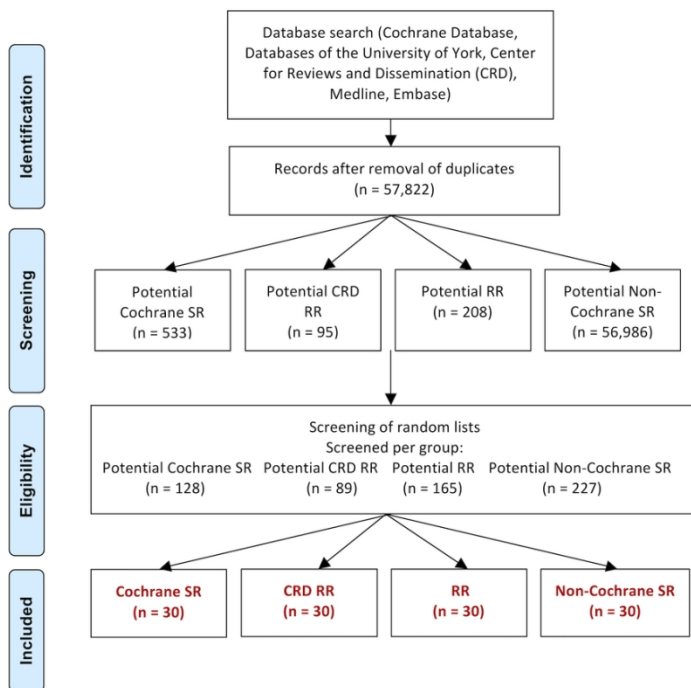 Identification
Database search (Cochrane Database,
Databases of the University of York, Center
for Reviews and Dissemination (CRD),
Medline, Embase)
Records after removal of duplicates
(n = 57,822)
Screening
Potential
Cochrane SR
(n = 533)
Potential CRD
RR
(n = 95)
Potential RR
(n = 208)
Potential Non-
Cochrane SR
(n = 56,986)
Eligibility
Screening of random lists
Screened per group:
Potential Cochrane SR Potential CRD RR Potential RR Potential Non-Cochrane SR
(n = 128) (n = 89) (n = 165) (n = 227)
Included
Cochrane SR
(n = 30)
CRD RR
(n = 30)
RR
(n = 30)
Non-Cochrane SR
(n = 30)